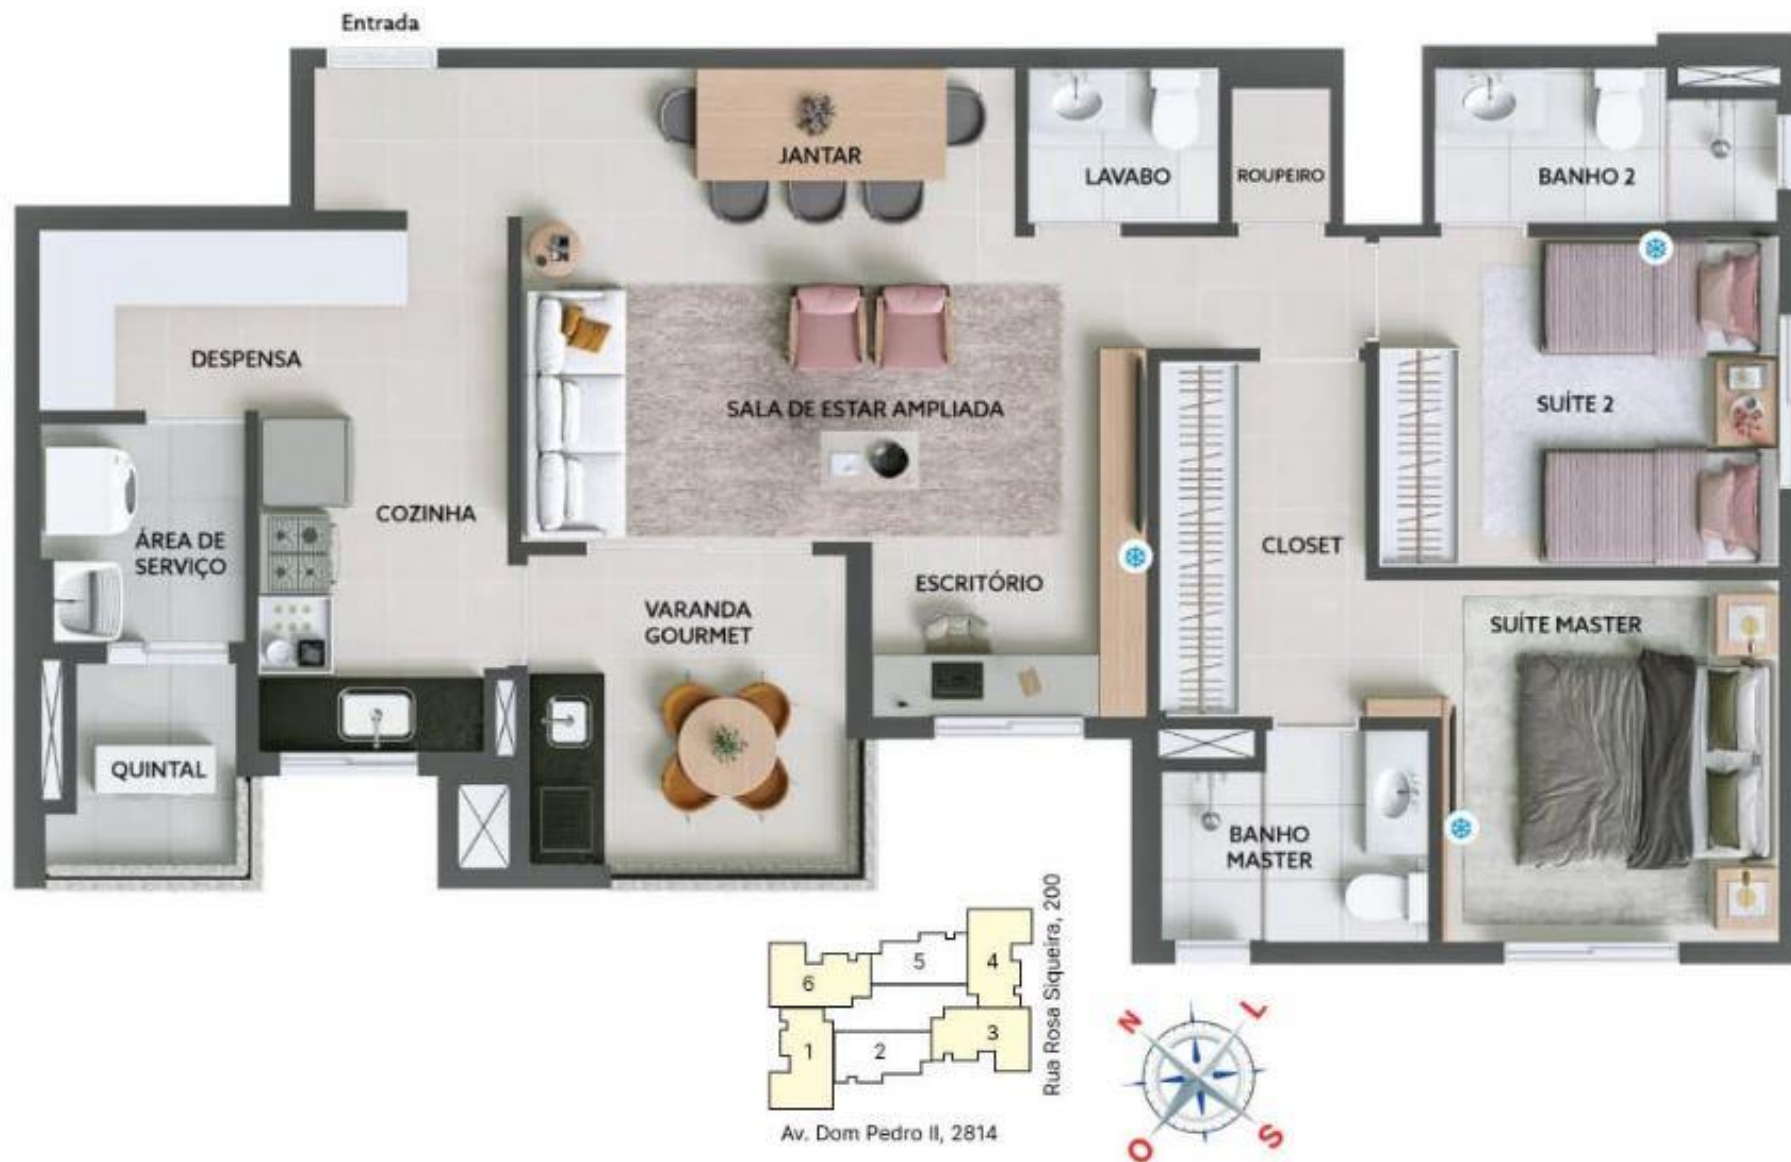 Entrada
JANTAR
LAVABO
ROUPEIRO
BANHO 2
DESPENSA
SALA DE ESTAR AMPLIADA
SUÍTE 2
COZINHA
ÁREA DE
SERVIÇO
CLOSET
ESCRITÓRIO
VARANDA
GOURMET
SUÍTE MASTER
QUINTAL
BANHO
MASTER
5
4
6
3
1
2
Rua Rosa Siqueira, 200
Av. Dom Pedro II, 2814
N
L
O
S